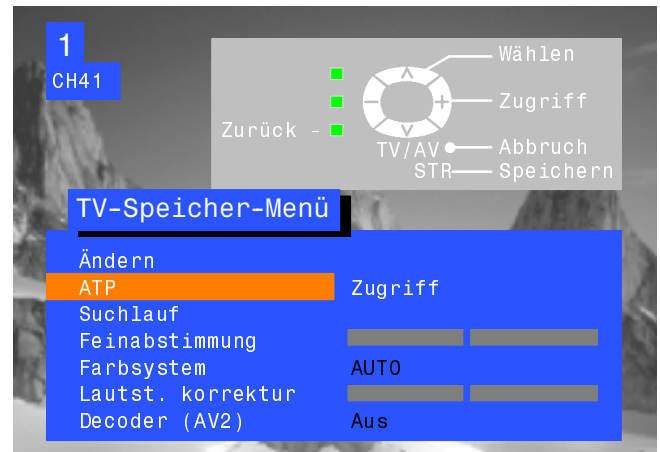 1
CH41
Wählen
Zugriff
Zurück -
TV/AV
Abbruch
STR
Speichern
TV-Speicher-Menü
Ändern
ATP Zugriff
Suchlauf
Feinabstimmung
Farbsystem AUTO
Lautst. korrektur
Decoder (AV2) Aus